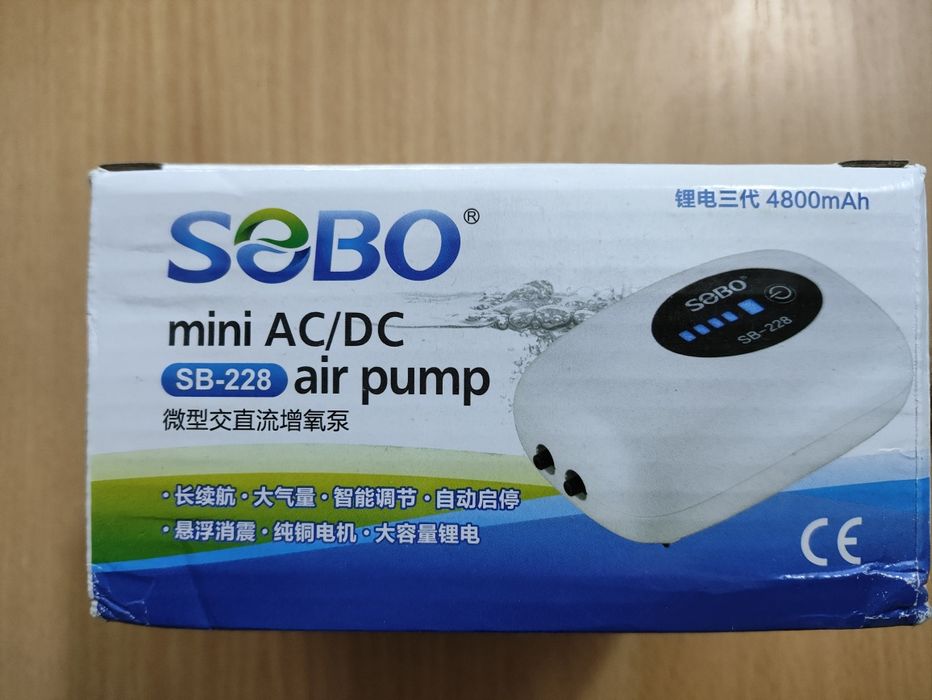 SOBO®
锂电三代 4800mAh
mini AC/DC
SB-228 air pump
微型交直流增氧泵
SOBO
SB-228
·长续航·大气量·智能调节·自动启停
·悬浮消震·纯铜电机·大容量锂电
CE